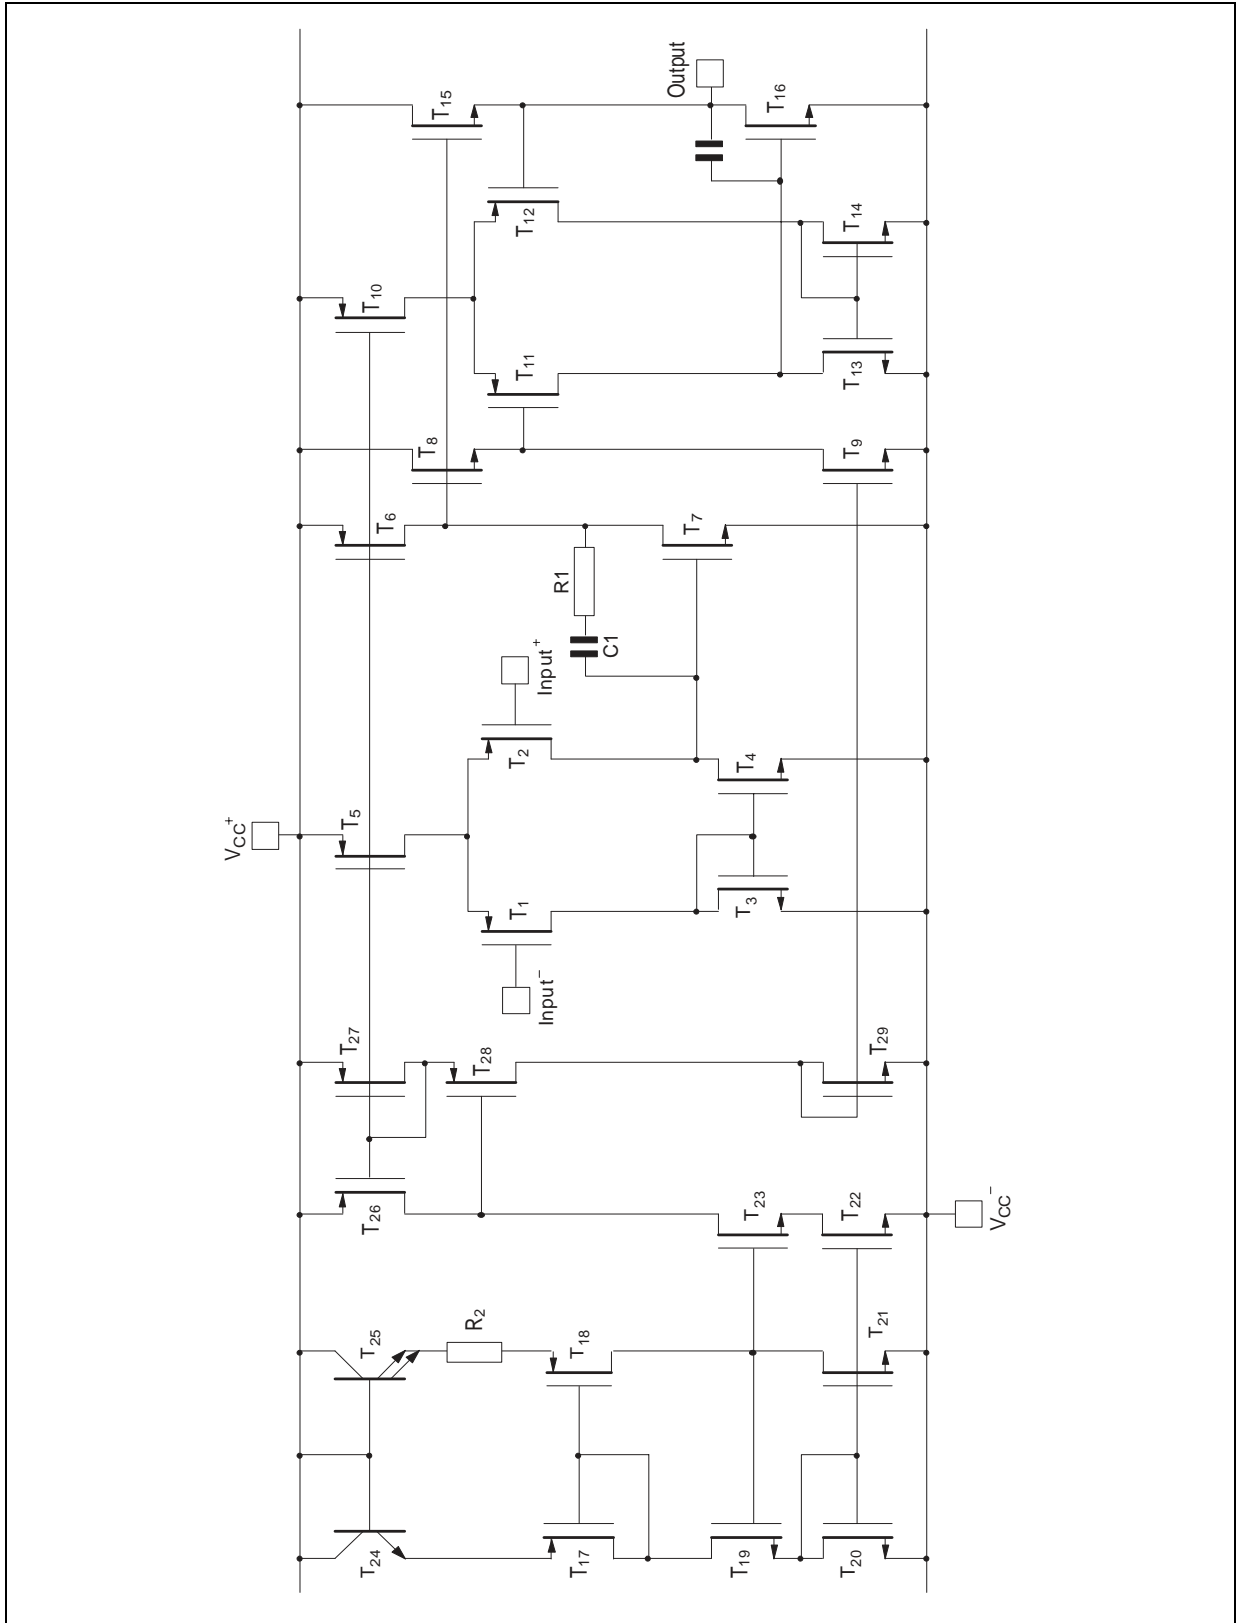 T24
T25
R2
T17
T18
T19
T20
T21
T26
T23
T22
VCC−
T27
T28
T29
Input−
T1
T3
VCC+
T5
T2
Input+
T4
C1
R1
T6
T7
T8
T9
T10
T11
T13
T12
T14
T15
T16
Output